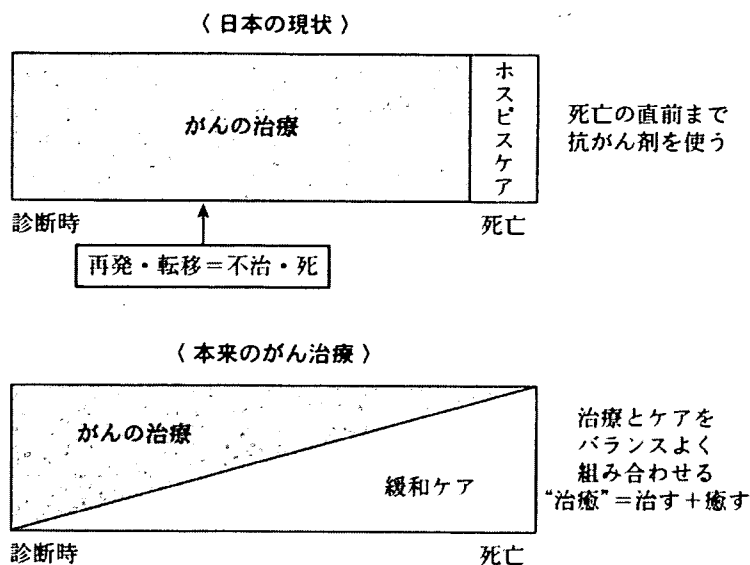 〈 日本の現状 〉
がんの治療
ホスピスケア
死亡の直前まで
抗がん剤を使う
診断時
死亡
再発・転移＝不治・死
〈 本来のがん治療 〉
がんの治療
緩和ケア
治療とケアを
バランスよく
組み合わせる
“治癒”＝治す＋癒す
診断時
死亡